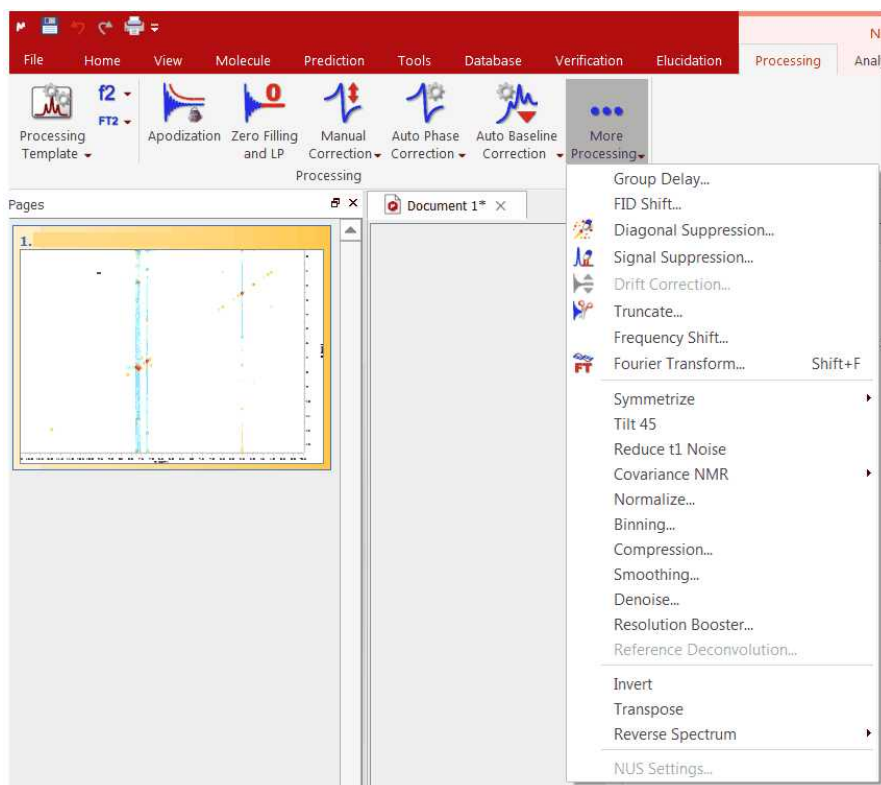 N
File Home View Molecule Prediction Tools Database Verification Elucidation Processing Anal
f2
FT2
Processing Template
Apodization
Zero Filling and LP
Manual Correction
Auto Phase Correction
Auto Baseline Correction
More Processing
Processing
Pages
Document 1*
1.
Group Delay...
FID Shift...
Diagonal Suppression...
Signal Suppression...
Drift Correction...
Truncate...
Frequency Shift...
Fourier Transform... Shift+F
Symmetrize
Tilt 45
Reduce t1 Noise
Covariance NMR
Normalize...
Binning...
Compression...
Smoothing...
Denoise...
Resolution Booster...
Reference Deconvolution...
Invert
Transpose
Reverse Spectrum
NUS Settings...